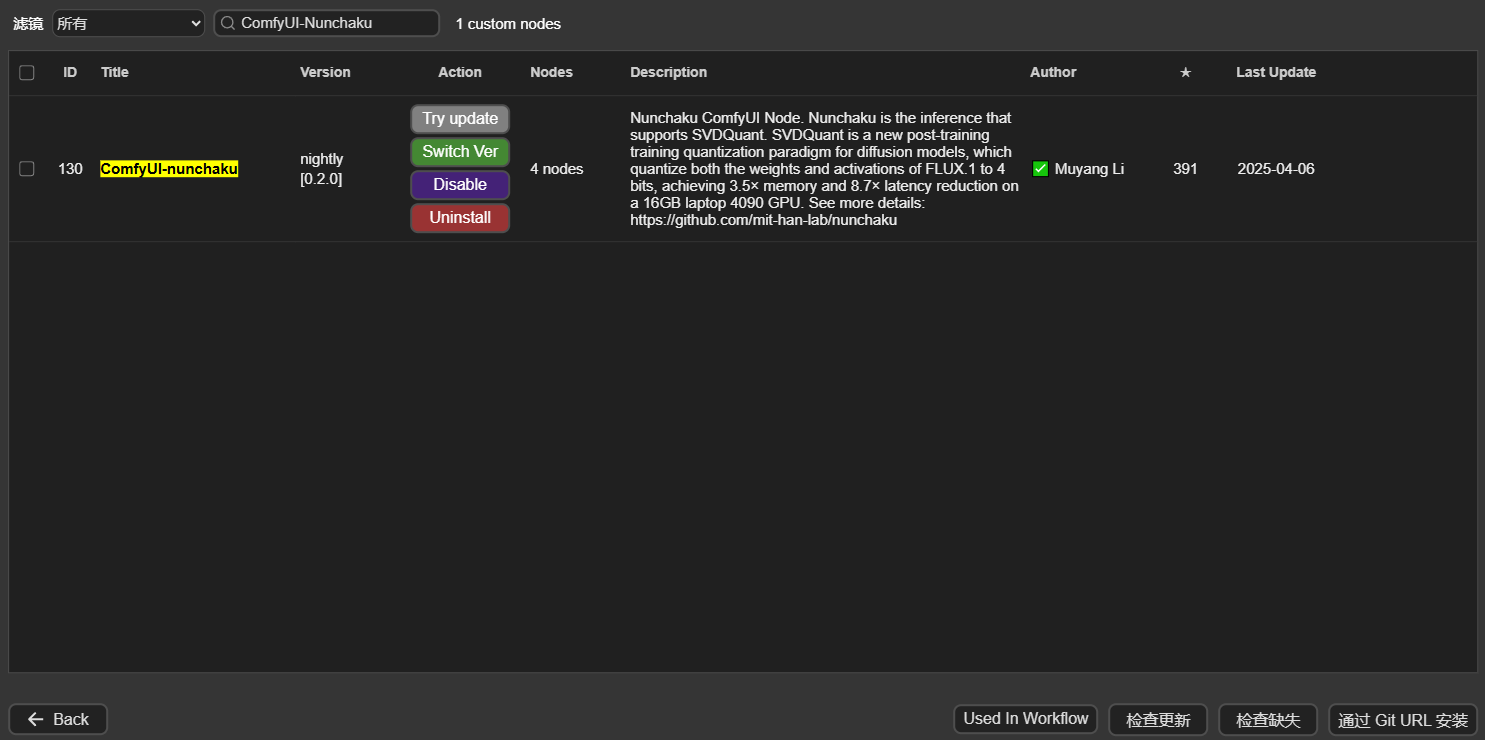 滤镜 所有 ComfyUI-Nunchaku 1 custom nodes
ID Title Version Action Nodes Description Author ★ Last Update
130 ComfyUI-nunchaku
nightly
[0.2.0]
Try update
Switch Ver
Disable
Uninstall
4 nodes
Nunchaku ComfyUI Node. Nunchaku is the inference that
supports SVDQuant. SVDQuant is a new post-training
training quantization paradigm for diffusion models, which
quantize both the weights and activations of FLUX.1 to 4
bits, achieving 3.5× memory and 8.7× latency reduction on
a 16GB laptop 4090 GPU. See more details:
https://github.com/mit-han-lab/nunchaku
Muyang Li 391 2025-04-06
Back Used In Workflow 检查更新 检查缺失 通过 Git URL 安装